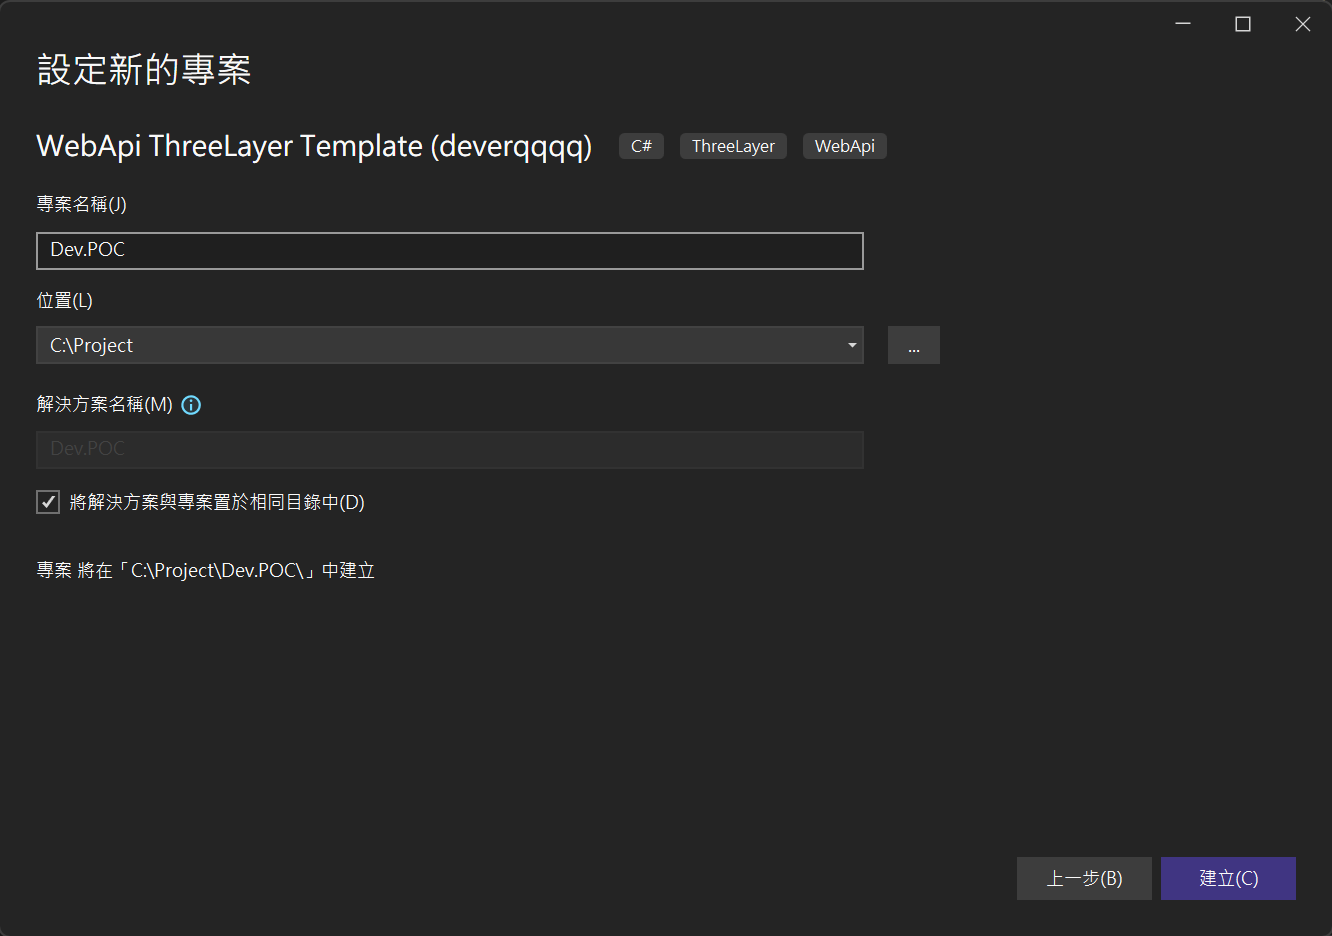 設定新的專案
WebApi ThreeLayer Template (deverqqqq) C# ThreeLayer WebApi
專案名稱(J)
Dev.POC
位置(L)
C:\Project
...
解決方案名稱(M)
Dev.POC
將解決方案與專案置於相同目錄中(D)
專案 將在「C:\Project\Dev.POC\」中建立
上一步(B) 建立(C)